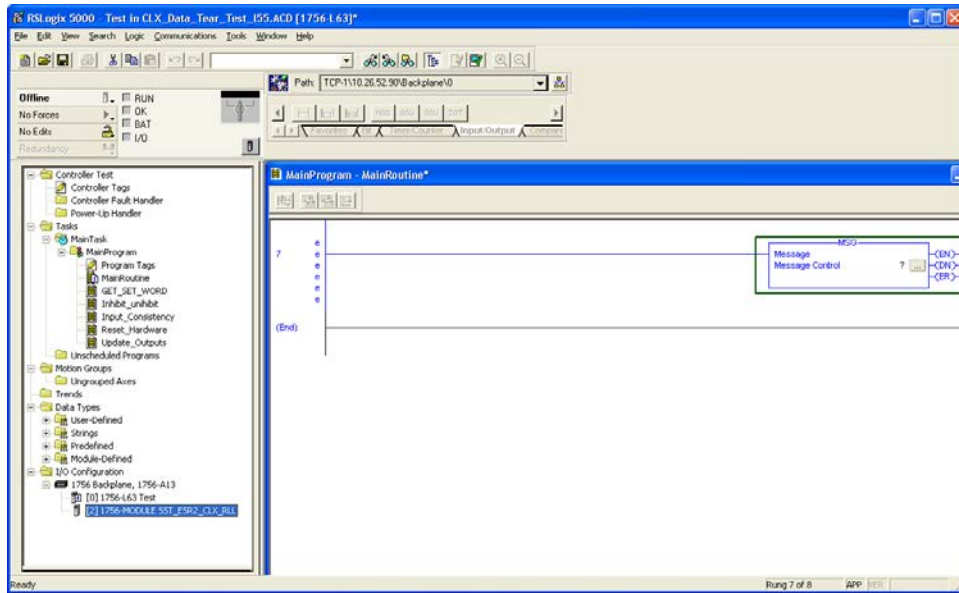 RSLogix 5000 - Test in CLX_Data_Tear_Test_I55.ACD [1756-L63]*
File Edit View Search Logic Communications Tools Window Help
Path: TCP-1\10.26.52.90\Backplane\0
Offline
RUN
No Forces
OK
No Edits
BAT
Redundancy
I/O
Favorites Bit Timer/Counter Input/Output Compare
Controller Test
Controller Tags
Controller Fault Handler
Power-Up Handler
Tasks
MainTask
MainProgram
Program Tags
MainRoutine
GET_SET_WORD
Inhibit_unihibit
Input_Consistency
Reset_Hardware
Update_Outputs
Unscheduled Programs
Motion Groups
Ungrouped Axes
Trends
Data Types
User-Defined
Strings
Predefined
Module-Defined
I/O Configuration
1756 Backplane, 1756-A13
[0] 1756-L63 Test
[2] 1756-MODULE SST_ESR2_CLX_RLL
MainProgram - MainRoutine*
e
7 e
e
e
e
e
MSG
Message
Message Control ? ...
(EN)
(DN)
(ER)
(End)
Ready
Rung 7 of 8 APP VER